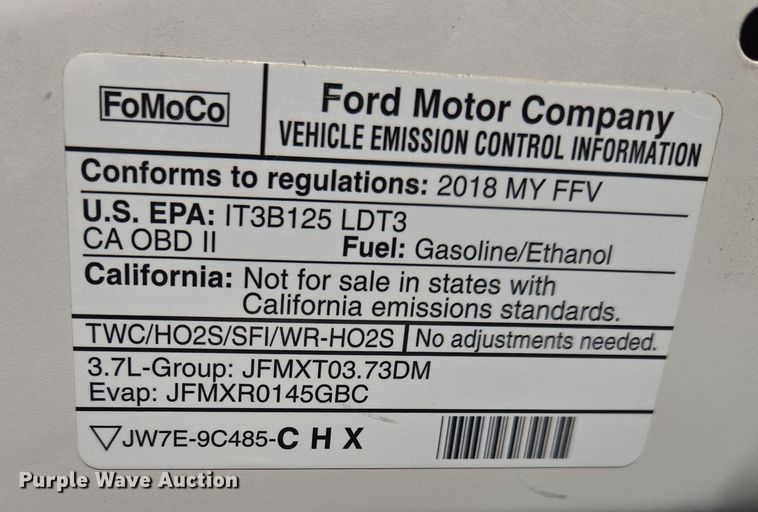 FoMoCo
Ford Motor Company
VEHICLE EMISSION CONTROL INFORMATION
Conforms to regulations: 2018 MY FFV
U.S. EPA: IT3B125 LDT3
CA OBD II Fuel: Gasoline/Ethanol
California: Not for sale in states with
California emissions standards.
TWC/HO2S/SFI/WR-HO2S No adjustments needed.
3.7L-Group: JFMXT03.73DM
Evap: JFMXR0145GBC
JW7E-9C485-C H X
Purple Wave Auction